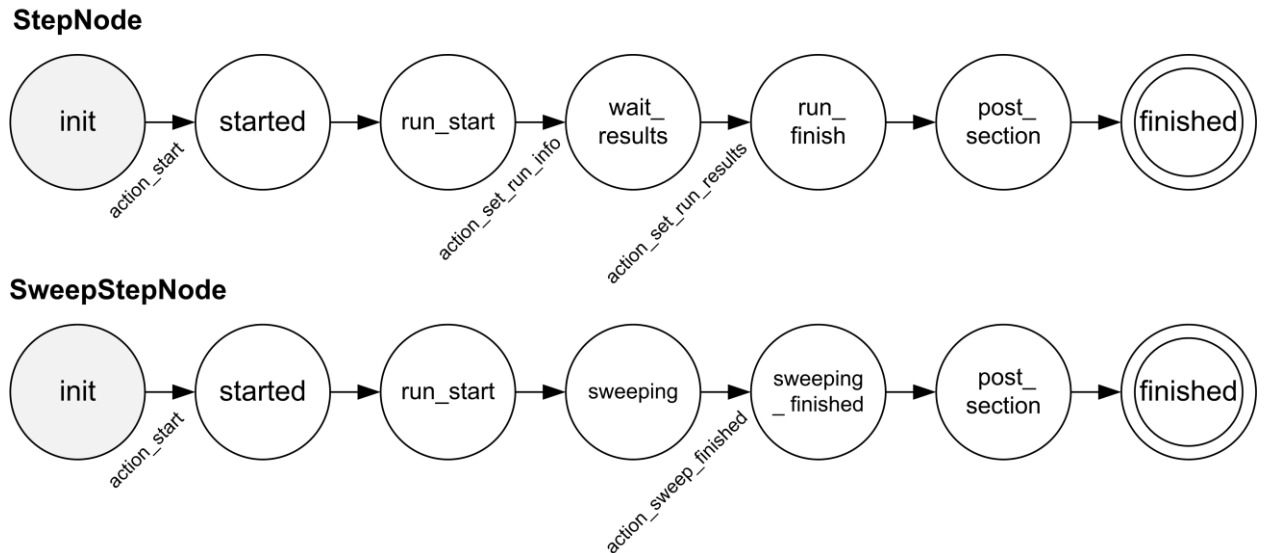 StepNode
init
started
run_start
wait_
results
run_
finish
post_
section
finished
action_start
action_set_run_info
action_set_run_results
SweepStepNode
init
started
run_start
sweeping
sweeping
_ finished
post_
section
finished
action_start
action_sweep_finished